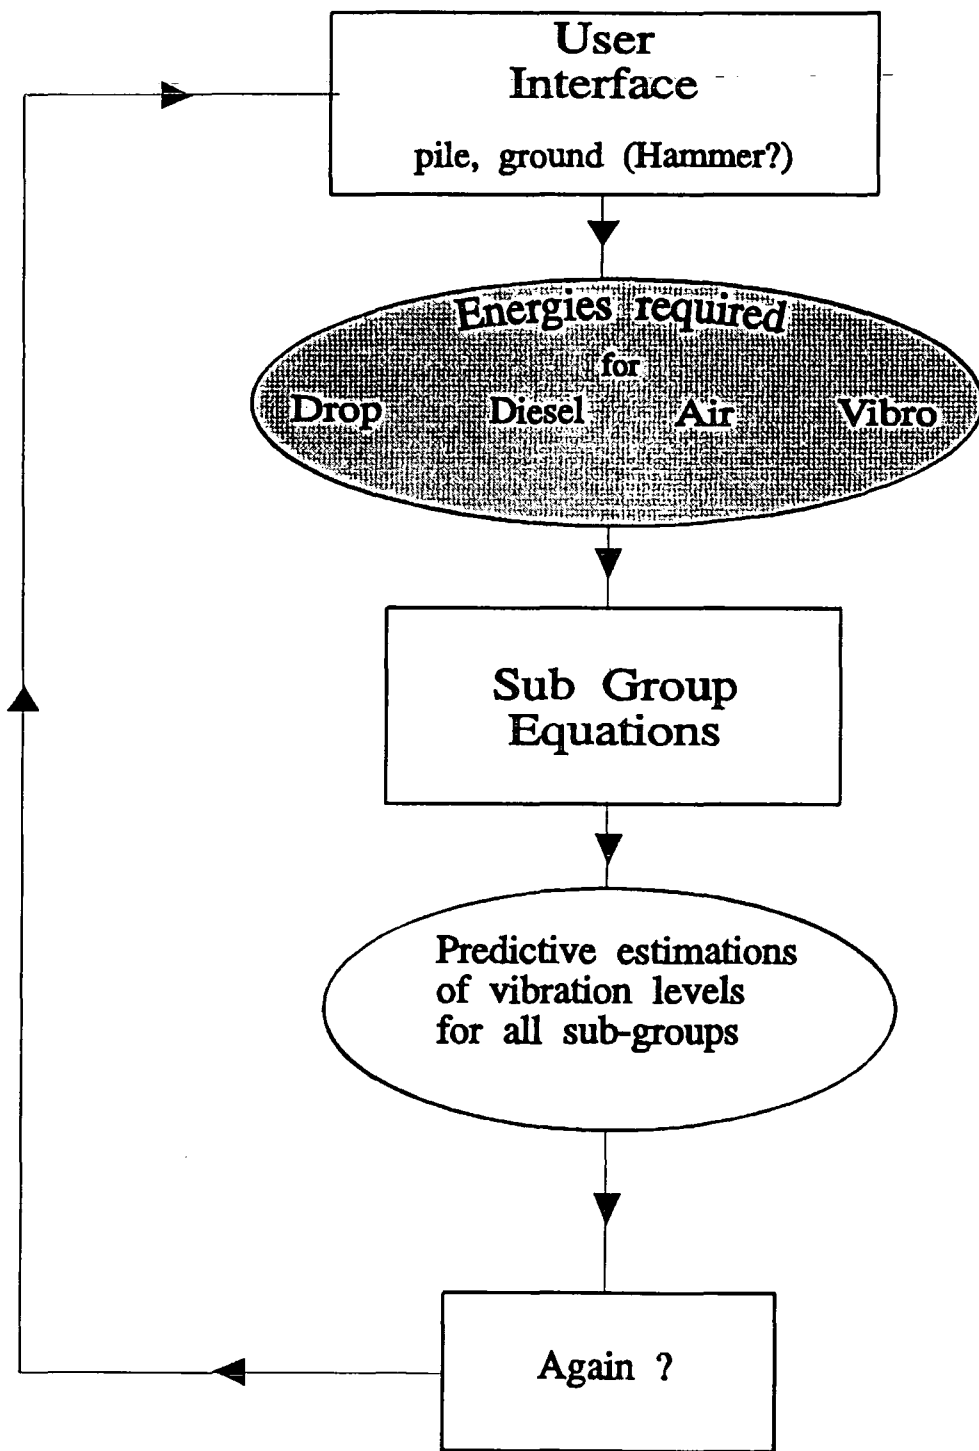 User
Interface
pile, ground (Hammer?)
Energies required
for
Drop Diesel Air Vibro
Sub Group
Equations
Predictive estimations
of vibration levels
for all sub-groups
Again ?